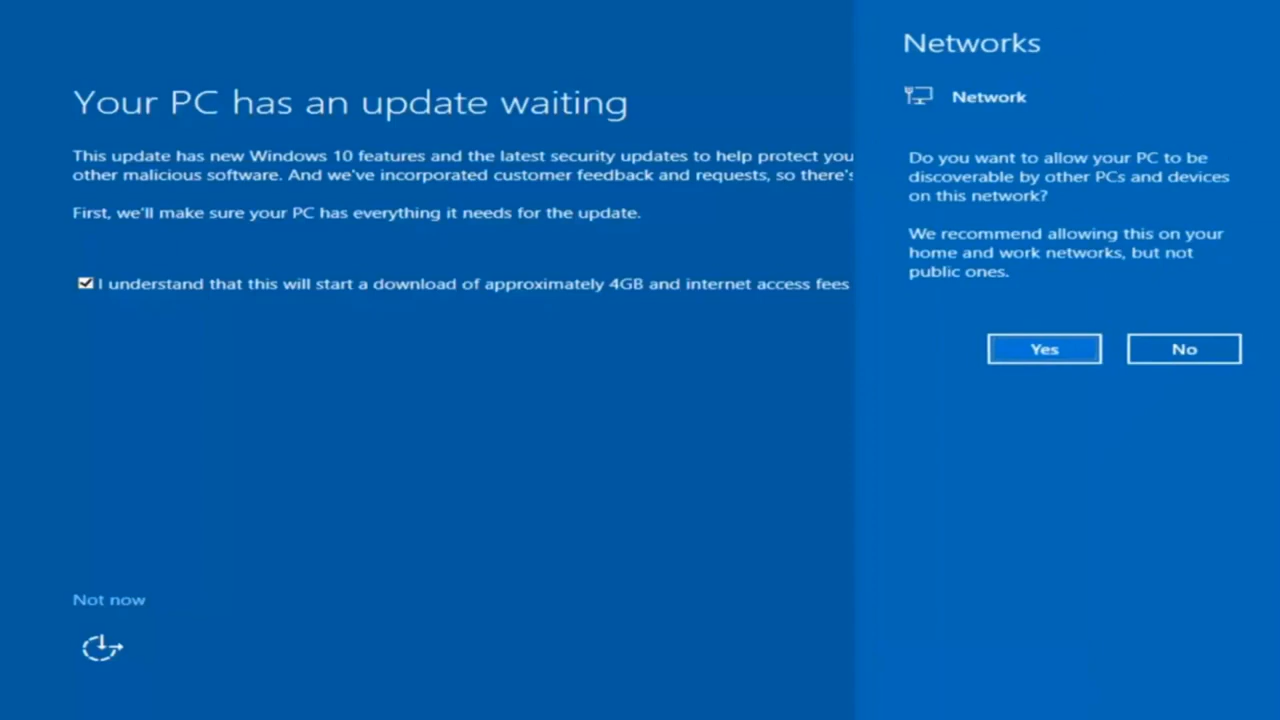 Your PC has an update waiting
This update has new Windows 10 features and the latest security updates to help protect you
other malicious software. And we've incorporated customer feedback and requests, so there's
First, we'll make sure your PC has everything it needs for the update.
I understand that this will start a download of approximately 4GB and internet access fees
Not now
Networks
Network
Do you want to allow your PC to be
discoverable by other PCs and devices
on this network?
We recommend allowing this on your
home and work networks, but not
public ones.
Yes
No